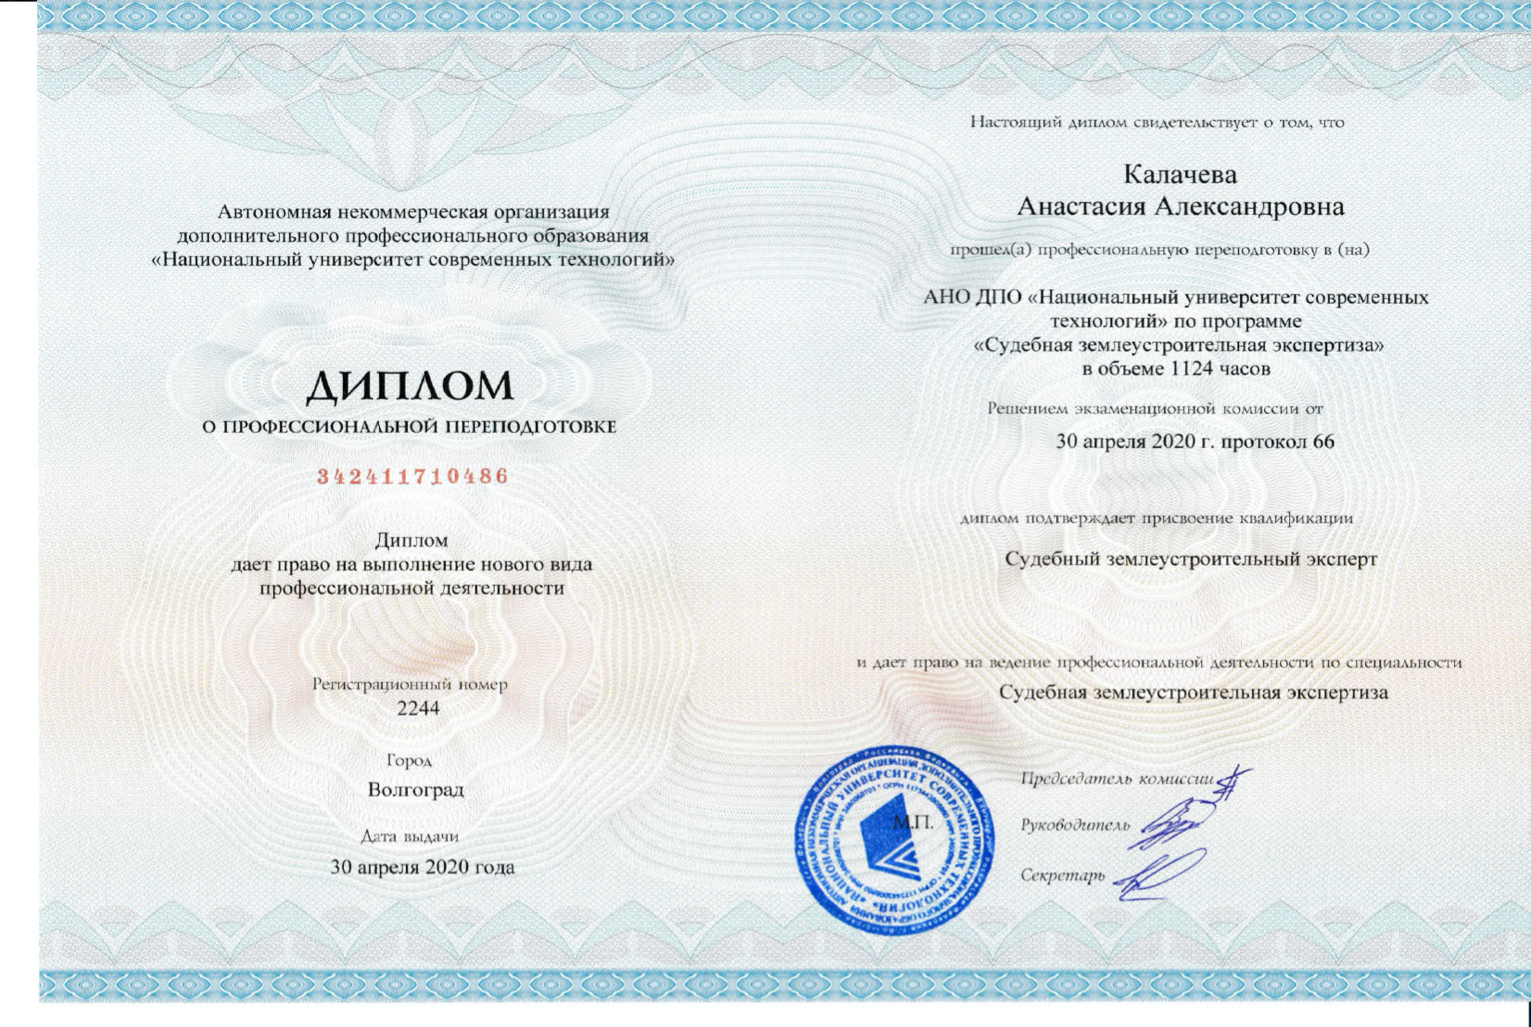 Автономная некоммерческая организация
дополнительного профессионального образования
«Национальный университет современных технологий»
ДИПЛОМ
О ПРОФЕССИОНАЛЬНОЙ ПЕРЕПОДГОТОВКЕ
342411710486
Диплом
дает право на выполнение нового вида
профессиональной деятельности
Регистрационный номер
2244
Город
Волгоград
Дата выдачи
30 апреля 2020 года
Настоящий диплом свидетельствует о том, что
Калачева
Анастасия Александровна
прошел(а) профессиональную переподготовку в (на)
АНО ДПО «Национальный университет современных
технологий» по программе
«Судебная землеустроительная экспертиза»
в объеме 1124 часов
Решением экзаменационной комиссии от
30 апреля 2020 г. протокол 66
диплом подтверждает присвоение квалификации
Судебный землеустроительный эксперт
и дает право на ведение профессиональной деятельности по специальности
Судебная землеустроительная экспертиза
Председатель комиссии
М.П.
Руководитель
Секретарь
«НАЦИОНАЛЬНЫЙ УНИВЕРСИТЕТ СОВРЕМЕННЫХ ТЕХНОЛОГИЙ»